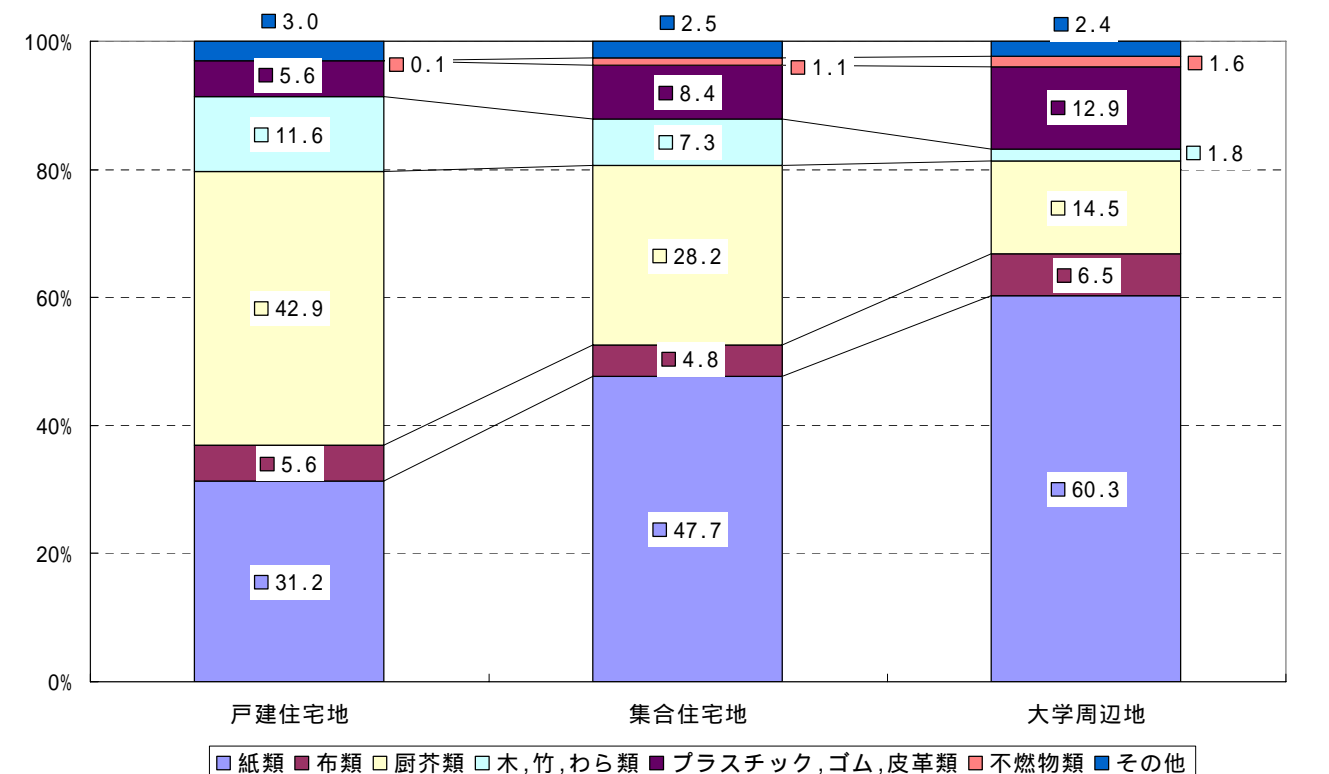 3.0 2.5 2.4
100%
5.6 0.1 8.4 1.1 12.9 1.6
11.6 7.3 1.8
80%
42.9 28.2 14.5
60%
5.6 4.8 6.5
40%
31.2 47.7 60.3
20%
0%
戸建住宅地 集合住宅地 大学周辺地
紙類 布類 厨芥類 木,竹,わら類 プラスチック,ゴム,皮革類 不燃物類 その他